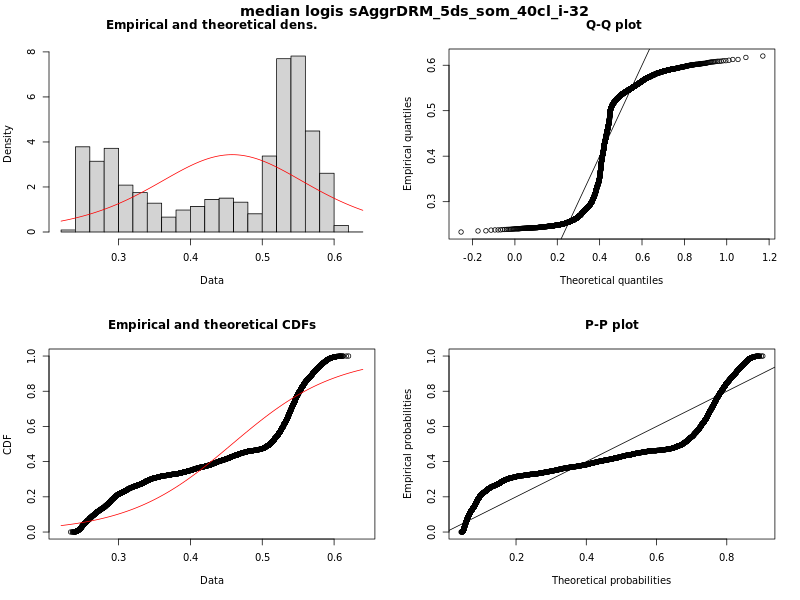 median logis sAggrDRM_5ds_som_40cl_i-32
Empirical and theoretical dens.
Density
0 2 4 6 8
0.3 0.4 0.5 0.6
Data
Q-Q plot
Empirical quantiles
0.3 0.4 0.5 0.6
-0.2 0.0 0.2 0.4 0.6 0.8 1.0 1.2
Theoretical quantiles
Empirical and theoretical CDFs
CDF
0.0 0.2 0.4 0.6 0.8 1.0
0.3 0.4 0.5 0.6
Data
P-P plot
Empirical probabilities
0.0 0.2 0.4 0.6 0.8 1.0
0.2 0.4 0.6 0.8
Theoretical probabilities